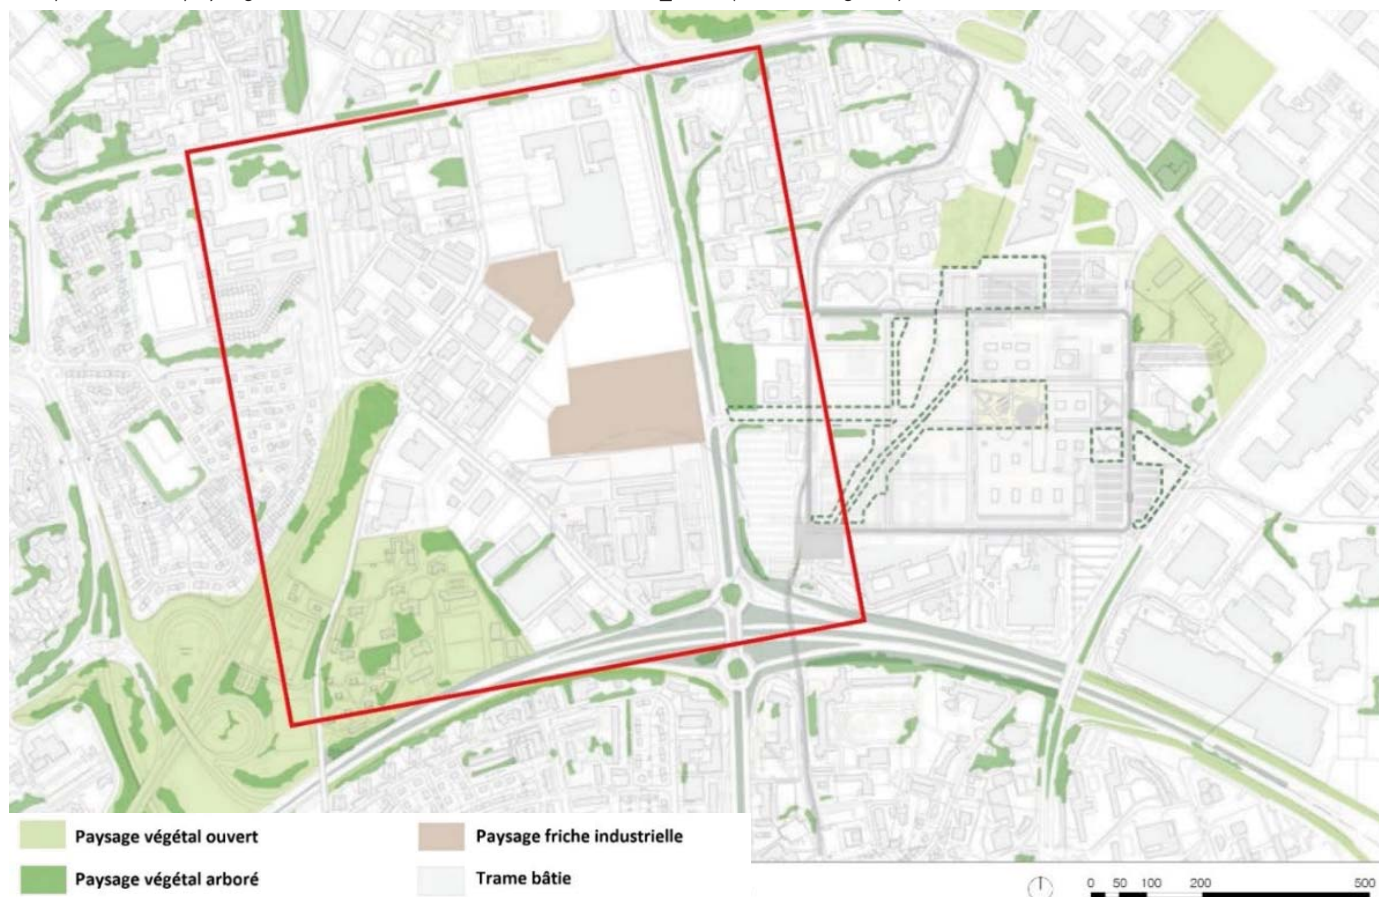 Paysage végétal ouvert
Paysage friche industrielle
Paysage végétal arboré
Trame bâtie
0 50 100 200 500